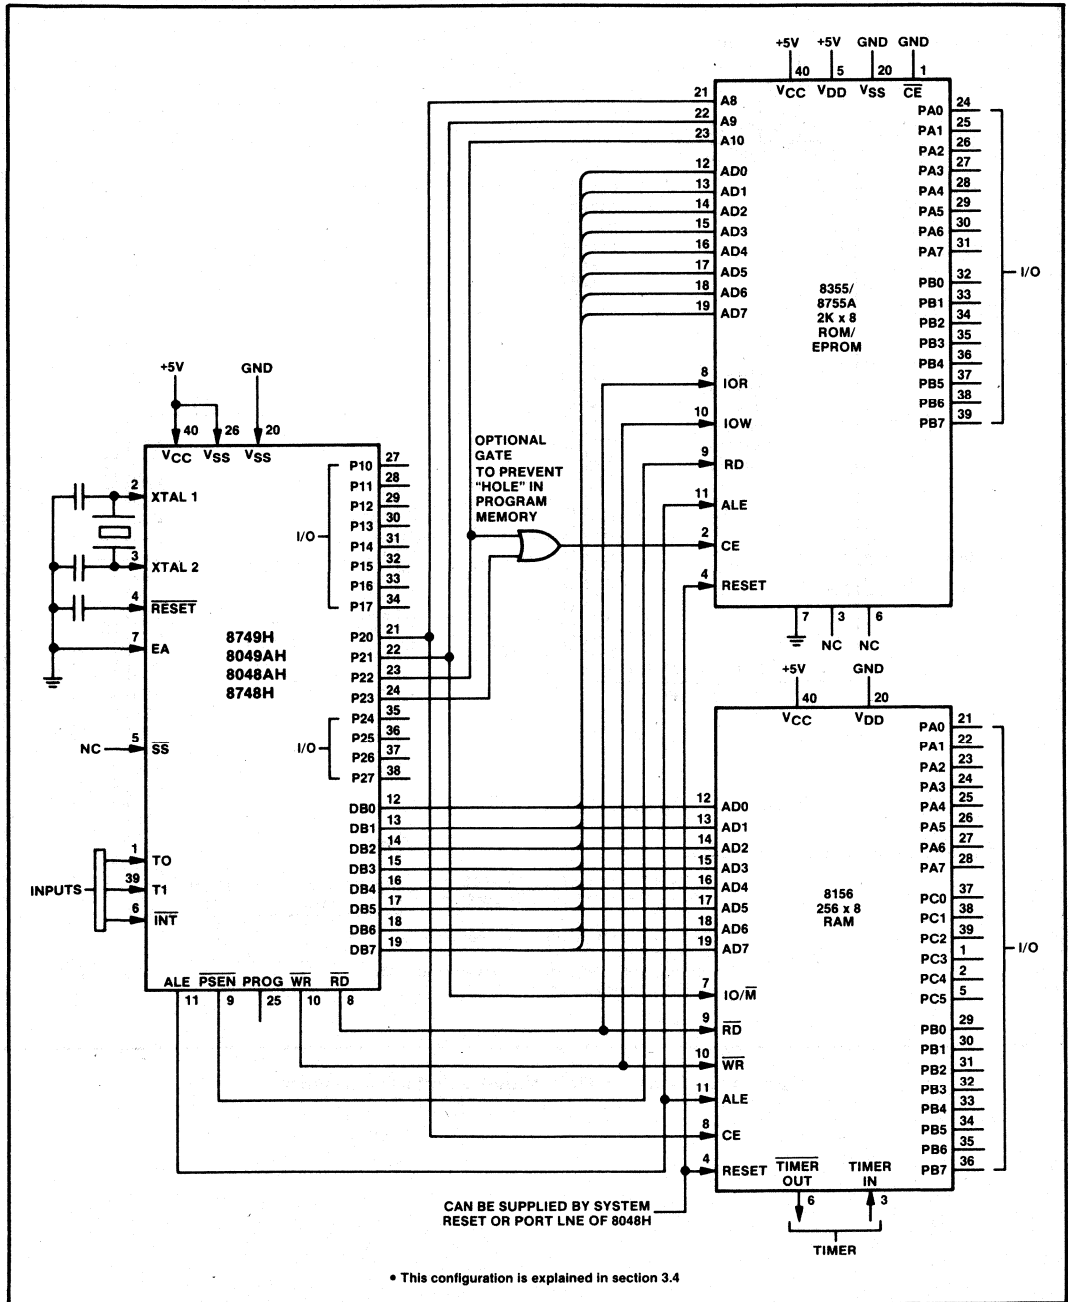 +5V +5V GND GND
40 5 20 1
VCC VDD VSS CE
21 A8
22 A9
23 A10
12 AD0
13 AD1
14 AD2
15 AD3
16 AD4
17 AD5
18 AD6
19 AD7
8 IOR
10 IOW
9 RD
11 ALE
2 CE
4 RESET
8355/
8755A
2K x 8
ROM/
EPROM
PA0 24
PA1 25
PA2 26
PA3 27
PA4 28
PA5 29
PA6 30
PA7 31
PB0 32
PB1 33
PB2 34
PB3 35
PB4 36
PB5 37
PB6 38
PB7 39
I/O
7 3 6
NC NC
OPTIONAL
GATE
TO PREVENT
"HOLE" IN
PROGRAM
MEMORY
+5V GND
40 26 20
VCC VSS VSS
2 XTAL 1
3 XTAL 2
4 RESET
7 EA
5 SS
NC
1 TO
39 T1
6 INT
INPUTS
8749H
8049AH
8048AH
8748H
P10 27
P11 28
P12 29
P13 30
P14 31
P15 32
P16 33
P17 34
I/O
P20 21
P21 22
P22 23
P23 24
P24 35
P25 36
P26 37
P27 38
I/O
DB0 12
DB1 13
DB2 14
DB3 15
DB4 16
DB5 17
DB6 18
DB7 19
ALE PSEN PROG WR RD
11 9 25 10 8
+5V GND
40 20
VCC VDD
12 AD0
13 AD1
14 AD2
15 AD3
16 AD4
17 AD5
18 AD6
19 AD7
7 IO/M
9 RD
10 WR
11 ALE
8 CE
4 RESET
8156
256 x 8
RAM
PA0 21
PA1 22
PA2 23
PA3 24
PA4 25
PA5 26
PA6 27
PA7 28
PC0 37
PC1 38
PC2 39
PC3 1
PC4 2
PC5 5
PB0 29
PB1 30
PB2 31
PB3 32
PB4 33
PB5 34
PB6 35
PB7 36
I/O
TIMER TIMER
OUT IN
6 3
TIMER
CAN BE SUPPLIED BY SYSTEM
RESET OR PORT LNE OF 8048H
• This configuration is explained in section 3.4